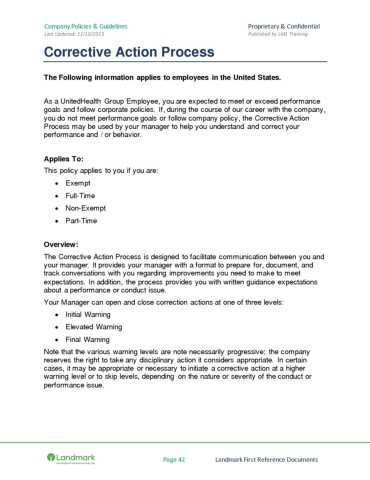 Company Policies & Guidelines Proprietary & Confidential
Last Updated: 12/10/2013 Published by LM1 Training
Corrective Action Process
The Following information applies to employees in the United States.
As a UnitedHealth Group Employee, you are expected to meet or exceed performance
goals and follow corporate policies. If, during the course of our career with the company,
you do not meet performance goals or follow company policy, the Corrective Action
Process may be used by your manager to help you understand and correct your
performance and / or behavior.
Applies To:
This policy applies to you if you are:
• Exempt
• Full-Time
• Non-Exempt
• Part-Time
Overview:
The Corrective Action Process is designed to facilitate communication between you and
your manager. It provides your manager with a format to prepare for, document, and
track conversations with you regarding improvements you need to make to meet
expectations. In addition, the process provides you with written guidance expectations
about a performance or conduct issue.
Your Manager can open and close correction actions at one of three levels:
• Initial Warning
• Elevated Warning
• Final Warning
Note that the various warning levels are note necessarily progressive; the company
reserves the right to take any disciplinary action it considers appropriate. In certain
cases, it may be appropriate or necessary to initiate a corrective action at a higher
warning level or to skip levels, depending on the nature or severity of the conduct or
performance issue.
Landmark Page 42 Landmark First Reference Documents